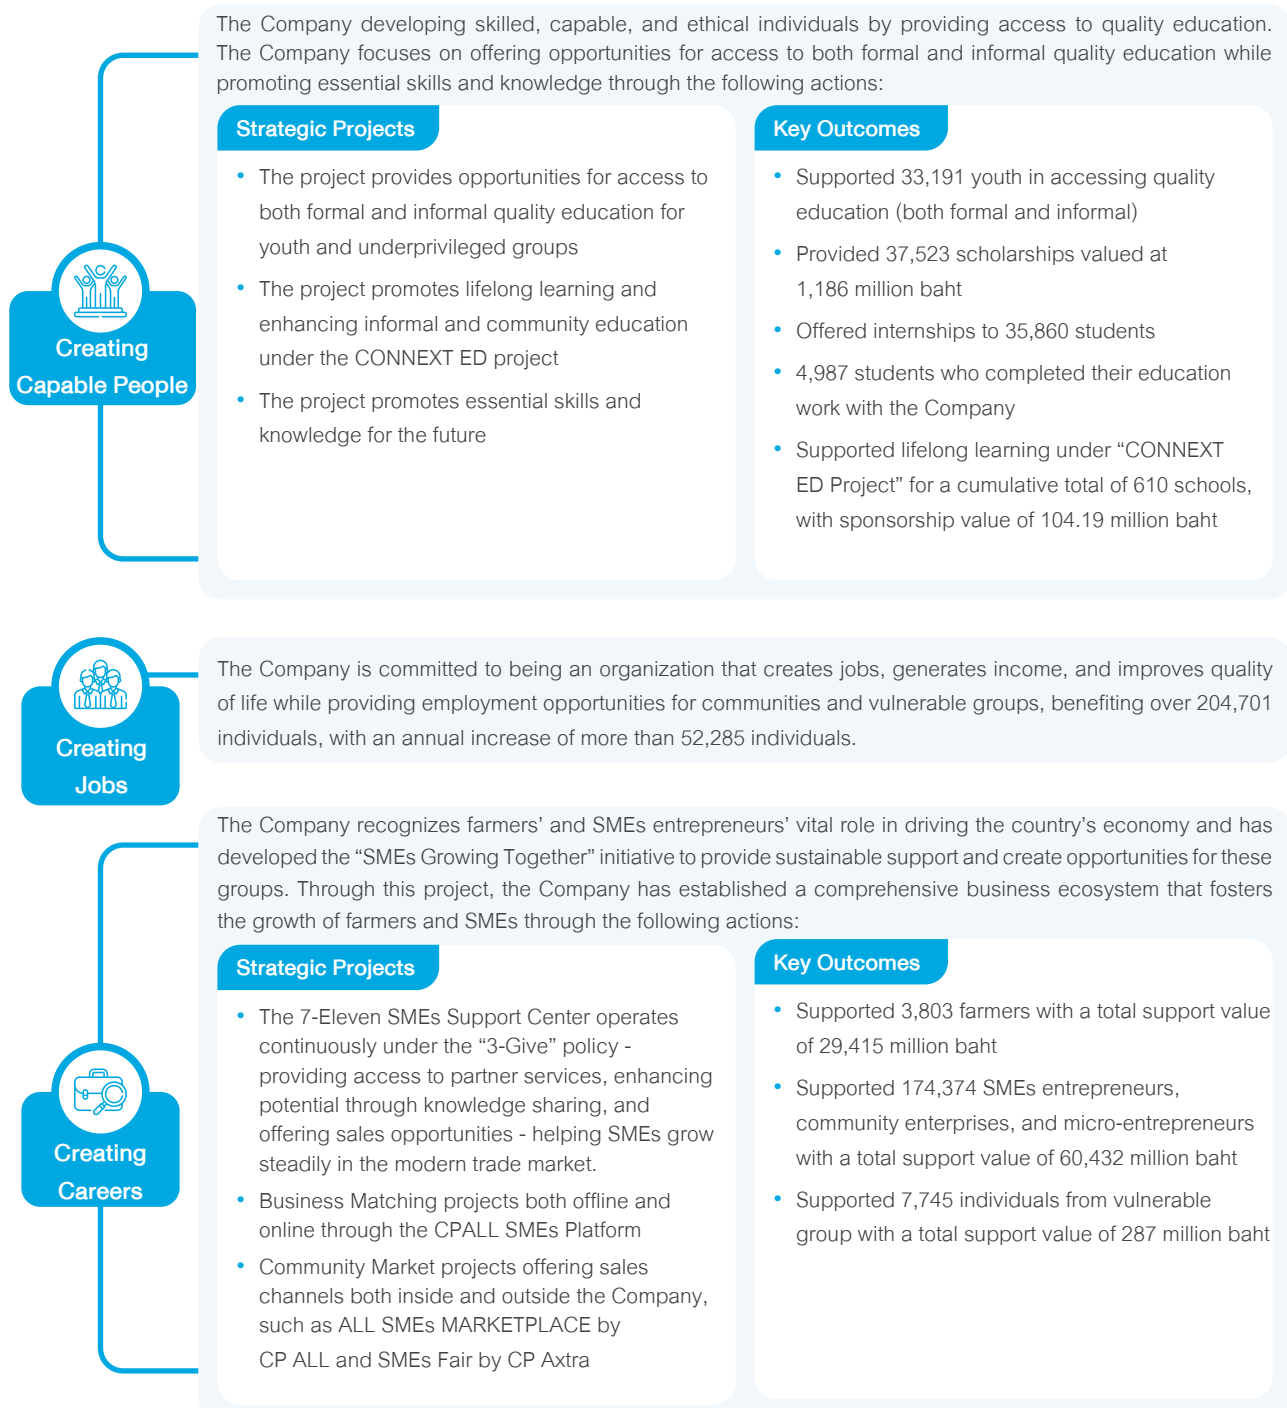 The Company developing skilled, capable, and ethical individuals by providing access to quality education.
The Company focuses on offering opportunities for access to both formal and informal quality education while
promoting essential skills and knowledge through the following actions:
Creating
Capable People
Strategic Projects
• The project provides opportunities for access to
both formal and informal quality education for
youth and underprivileged groups
• The project promotes lifelong learning and
enhancing informal and community education
under the CONNEXT ED project
• The project promotes essential skills and
knowledge for the future
Key Outcomes
• Supported 33,191 youth in accessing quality
education (both formal and informal)
• Provided 37,523 scholarships valued at
1,186 million baht
• Offered internships to 35,860 students
• 4,987 students who completed their education
work with the Company
• Supported lifelong learning under “CONNEXT
ED Project” for a cumulative total of 610 schools,
with sponsorship value of 104.19 million baht
Creating
Jobs
The Company is committed to being an organization that creates jobs, generates income, and improves quality
of life while providing employment opportunities for communities and vulnerable groups, benefiting over 204,701
individuals, with an annual increase of more than 52,285 individuals.
The Company recognizes farmers’ and SMEs entrepreneurs’ vital role in driving the country’s economy and has
developed the “SMEs Growing Together” initiative to provide sustainable support and create opportunities for these
groups. Through this project, the Company has established a comprehensive business ecosystem that fosters
the growth of farmers and SMEs through the following actions:
Creating
Careers
Strategic Projects
• The 7-Eleven SMEs Support Center operates
continuously under the “3-Give” policy -
providing access to partner services, enhancing
potential through knowledge sharing, and
offering sales opportunities - helping SMEs grow
steadily in the modern trade market.
• Business Matching projects both offline and
online through the CPALL SMEs Platform
• Community Market projects offering sales
channels both inside and outside the Company,
such as ALL SMEs MARKETPLACE by
CP ALL and SMEs Fair by CP Axtra
Key Outcomes
• Supported 3,803 farmers with a total support value
of 29,415 million baht
• Supported 174,374 SMEs entrepreneurs,
community enterprises, and micro-entrepreneurs
with a total support value of 60,432 million baht
• Supported 7,745 individuals from vulnerable
group with a total support value of 287 million baht